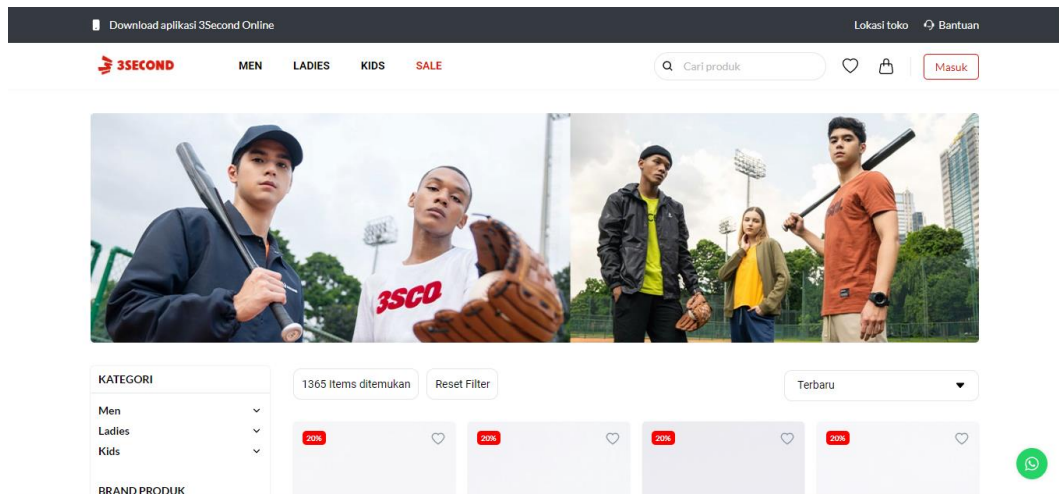 Download aplikasi 3Second Online
Lokasi toko
Bantuan
3SECOND
MEN
LADIES
KIDS
SALE
Cari produk
Masuk
3SCO
KATEGORI
1365 Items ditemukan
Reset Filter
Terbaru
Men
Ladies
Kids
20%
20%
20%
20%
BRAND PRODUK